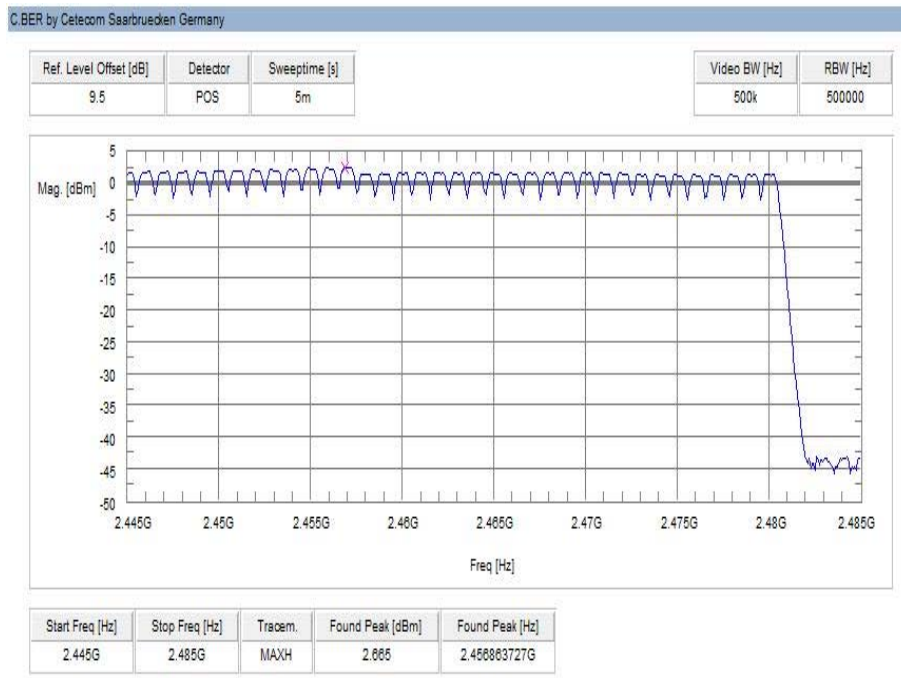 C.BER by Cetecom Saarbruecken Germany
Ref. Level Offset [dB] Detector Sweeptime [s] Video BW [Hz] RBW [Hz]
9.5 POS 5m 500k 500000
5
Mag. [dBm] 0
-5
-10
-15
-20
-25
-30
-35
-40
-45
-50
2.445G 2.45G 2.455G 2.46G 2.465G 2.47G 2.475G 2.48G 2.485G
Freq [Hz]
Start Freq [Hz] Stop Freq [Hz] Tracem. Found Peak [dBm] Found Peak [Hz]
2.445G 2.485G MAXH 2.665 2.456863727G